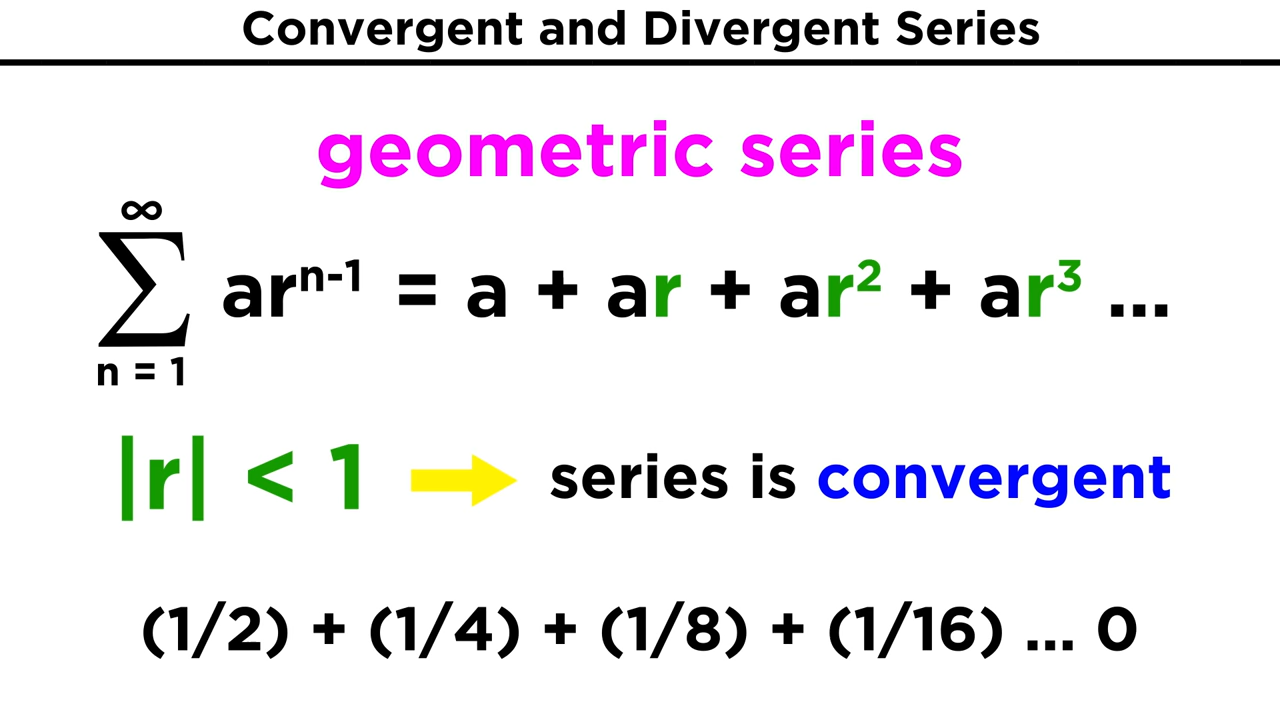 Convergent and Divergent Series
geometric series
∞
∑ arⁿ⁻¹ = a + ar + ar² + ar³ ...
n = 1
|r| < 1 → series is convergent
(1/2) + (1/4) + (1/8) + (1/16) ... 0